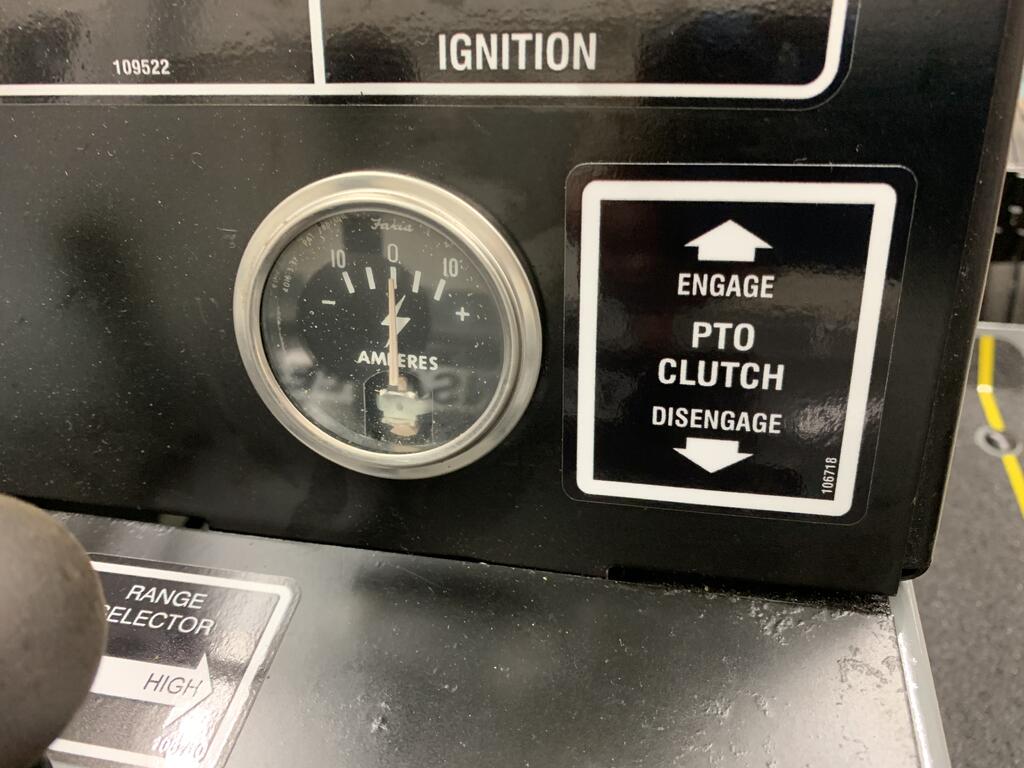 109522
IGNITION
Faria
10 0 10
- +
AMPERES
ENGAGE
PTO
CLUTCH
DISENGAGE
106718
RANGE
SELECTOR
HIGH